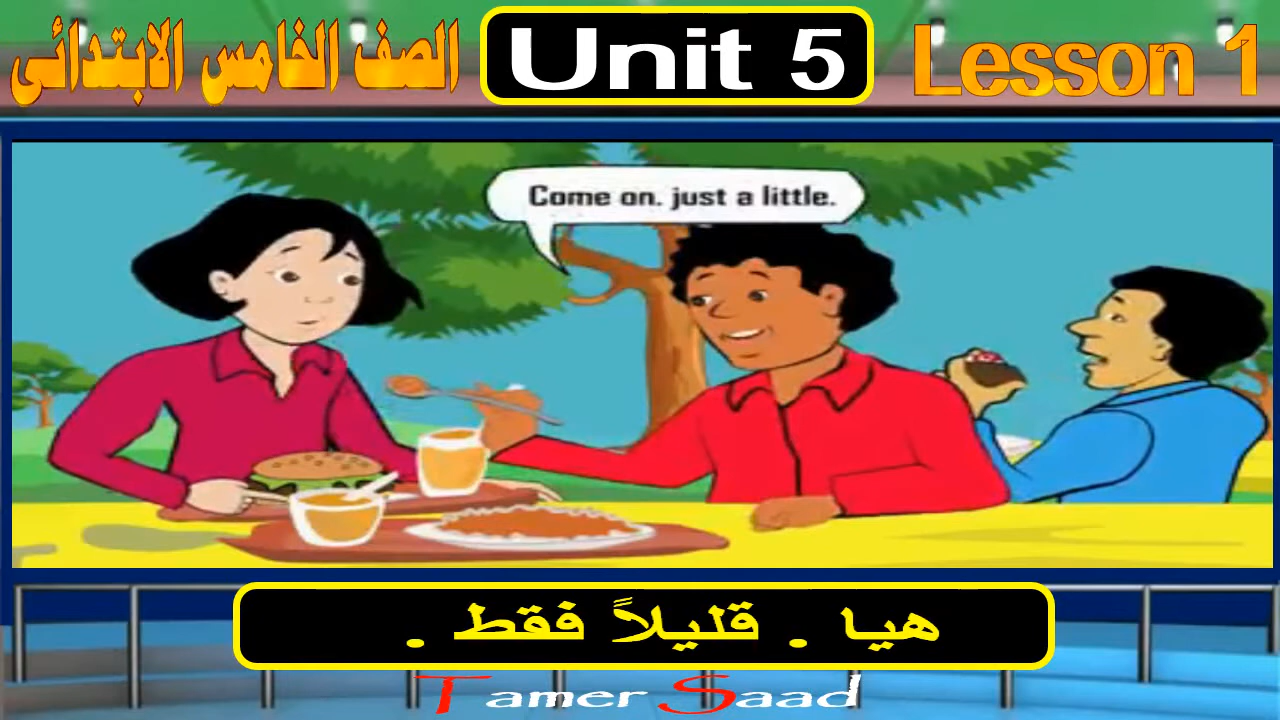 الصف الخامس الابتدائى Unit 5 Lesson 1
Come on. just a little.
هيا . قليلاً فقط .
Tamer Saad